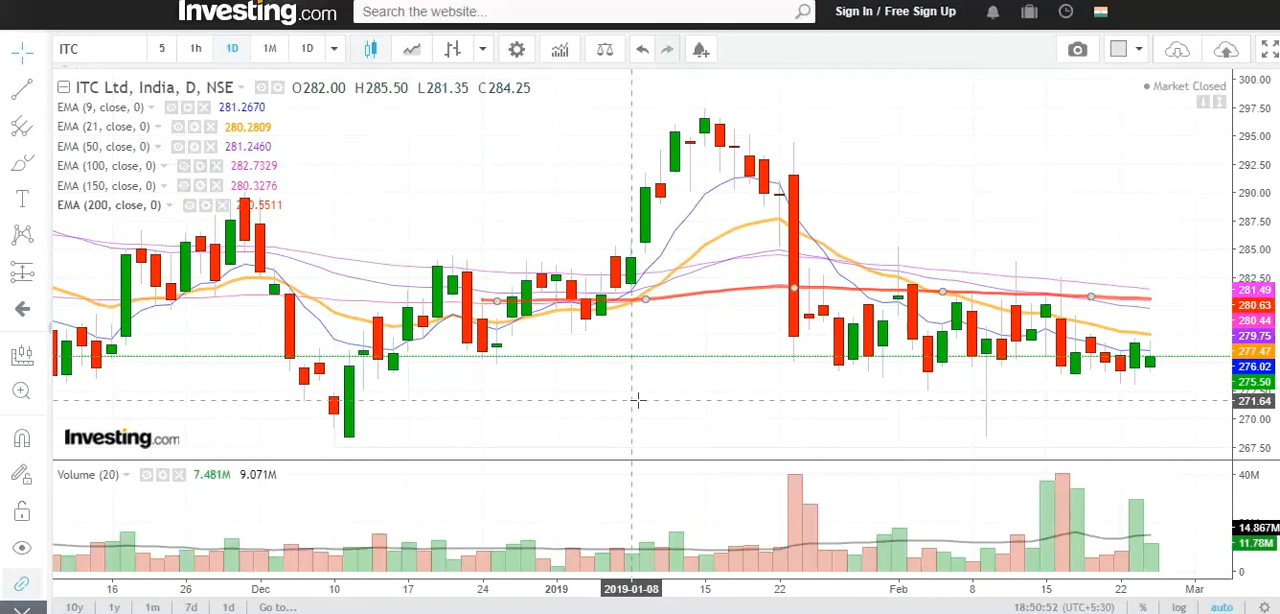 Investing.com Search the website... Sign In / Free Sign Up
ITC 5 1h 1D 1M 1D
ITC Ltd, India, D, NSE O282.00 H285.50 L281.35 C284.25
Market Closed
EMA (9, close, 0) 281.2670
EMA (21, close, 0) 280.2809
EMA (50, close, 0) 281.2460
EMA (100, close, 0) 282.7329
EMA (150, close, 0) 280.3276
EMA (200, close, 0)
300.00
297.50
295.00
292.50
290.00
287.50
285.00
282.50
281.49
280.63
280.44
279.75
277.47
276.02
275.50
271.64
270.00
267.50
Investing.com
Volume (20) 7.481M 9.071M
40M
14.867M
11.78M
0
16 26 Dec 10 17 24 2019 2019-01-08 15 22 Feb 8 15 22 Mar
10y 1y 1m 7d 1d Go to... 18:50:52 (UTC+5:30) % log auto